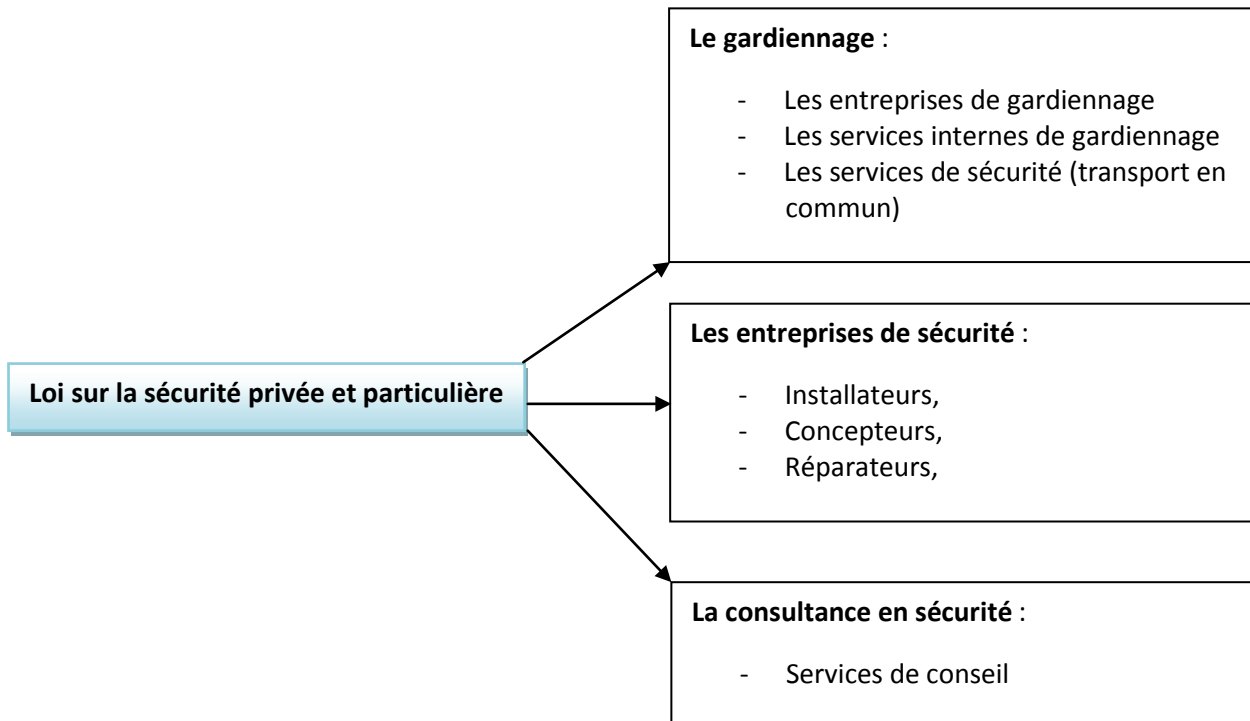 Le gardiennage :
- Les entreprises de gardiennage
- Les services internes de gardiennage
- Les services de sécurité (transport en
commun)
Loi sur la sécurité privée et particulière
Les entreprises de sécurité :
- Installateurs,
- Concepteurs,
- Réparateurs,
La consultance en sécurité :
- Services de conseil